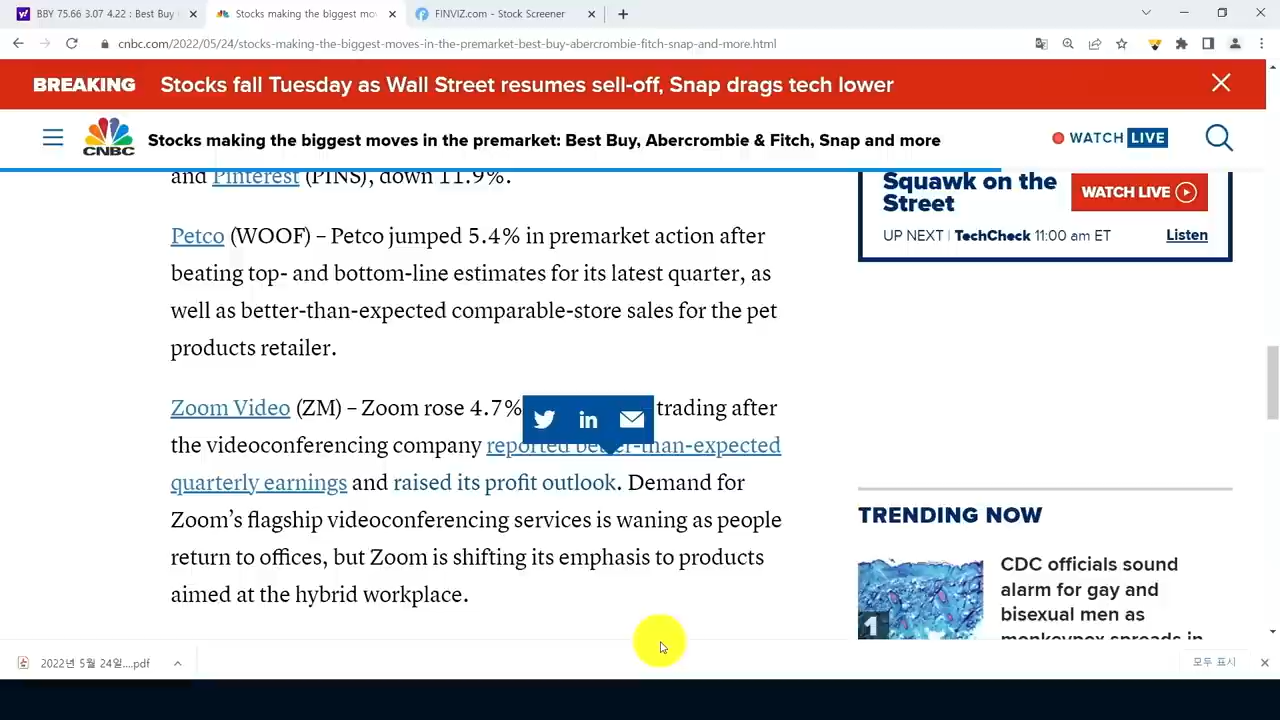 BBY 75.66 3.07 4.22 : Best Buy
Stocks making the biggest mov
FINVIZ.com - Stock Screener
cnbc.com/2022/05/24/stocks-making-the-biggest-moves-in-the-premarket-best-buy-abercrombie-fitch-snap-and-more.html
BREAKING Stocks fall Tuesday as Wall Street resumes sell-off, Snap drags tech lower
CNBC
Stocks making the biggest moves in the premarket: Best Buy, Abercrombie & Fitch, Snap and more
WATCH LIVE
and Pinterest (PINS), down 11.9%.
Petco (WOOF) – Petco jumped 5.4% in premarket action after
beating top- and bottom-line estimates for its latest quarter, as
well as better-than-expected comparable-store sales for the pet
products retailer.
Zoom Video (ZM) – Zoom rose 4.7% trading after
the videoconferencing company reported better-than-expected
quarterly earnings and raised its profit outlook. Demand for
Zoom’s flagship videoconferencing services is waning as people
return to offices, but Zoom is shifting its emphasis to products
aimed at the hybrid workplace.
Squawk on the
Street
WATCH LIVE
UP NEXT | TechCheck 11:00 am ET
Listen
TRENDING NOW
1
CDC officials sound
alarm for gay and
bisexual men as
monkeypox spreads in
2022년 5월 24일....pdf
모두 표시